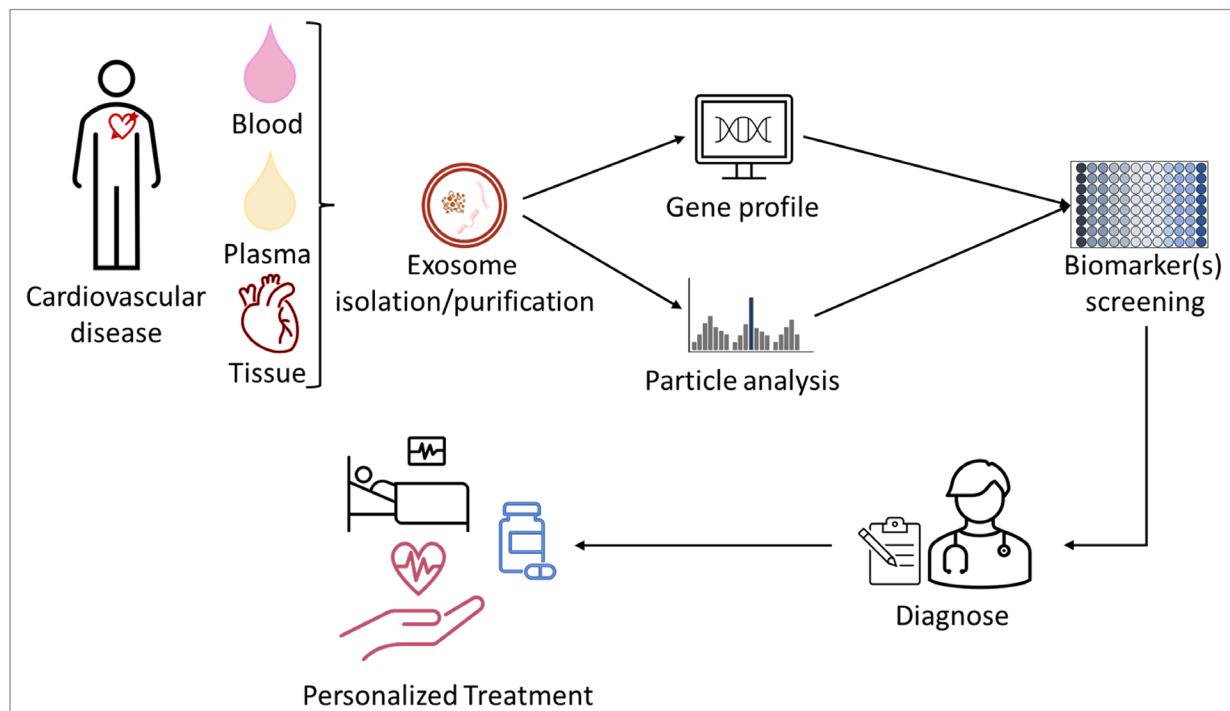 Blood
Plasma
Tissue
Cardiovascular
disease
Exosome
isolation/purification
Gene profile
Particle analysis
Biomarker(s)
screening
Diagnose
Personalized Treatment